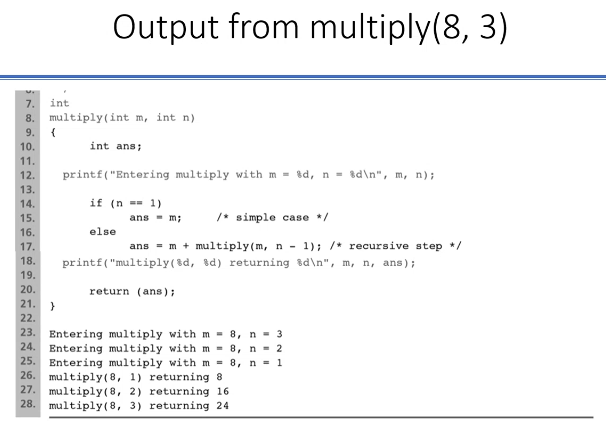 Output from multiply(8, 3)
7. int
8. multiply(int m, int n)
9. {
10. int ans;
11.
12. printf("Entering multiply with m = %d, n = %d\n", m, n);
13.
14. if (n == 1)
15. ans = m; /* simple case */
16. else
17. ans = m + multiply(m, n - 1); /* recursive step */
18. printf("multiply(%d, %d) returning %d\n", m, n, ans);
19.
20. return (ans);
21. }
22.
23. Entering multiply with m = 8, n = 3
24. Entering multiply with m = 8, n = 2
25. Entering multiply with m = 8, n = 1
26. multiply(8, 1) returning 8
27. multiply(8, 2) returning 16
28. multiply(8, 3) returning 24